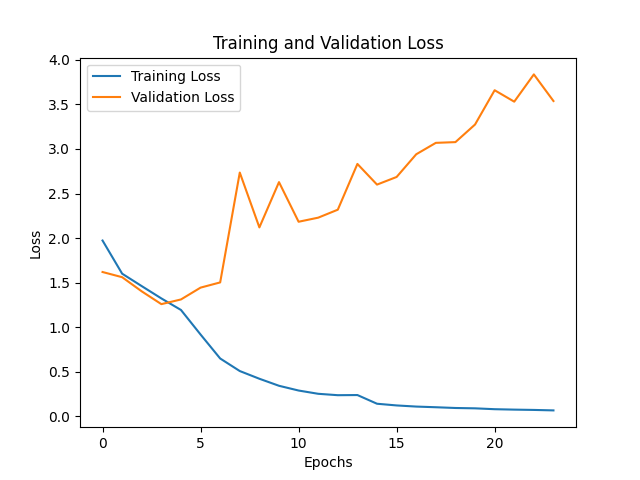 Training and Validation Loss
Training Loss
Validation Loss
4.0
3.5
3.0
2.5
2.0
1.5
1.0
0.5
0.0
Loss
0 5 10 15 20
Epochs